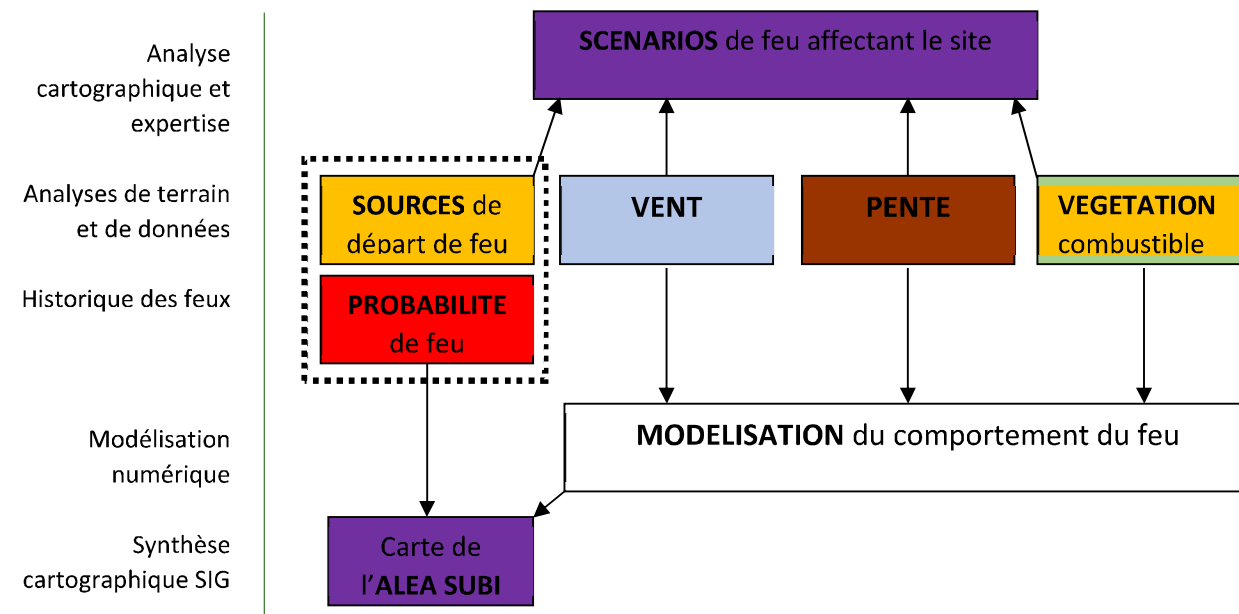 Analyse
cartographique et
expertise
SCENARIOS de feu affectant le site
Analyses de terrain
et de données
SOURCES de
départ de feu
VENT
PENTE
VEGETATION
combustible
Historique des feux
PROBABILITE
de feu
Modélisation
numérique
MODELISATION du comportement du feu
Synthèse
cartographique SIG
Carte de
l'ALEA SUBI